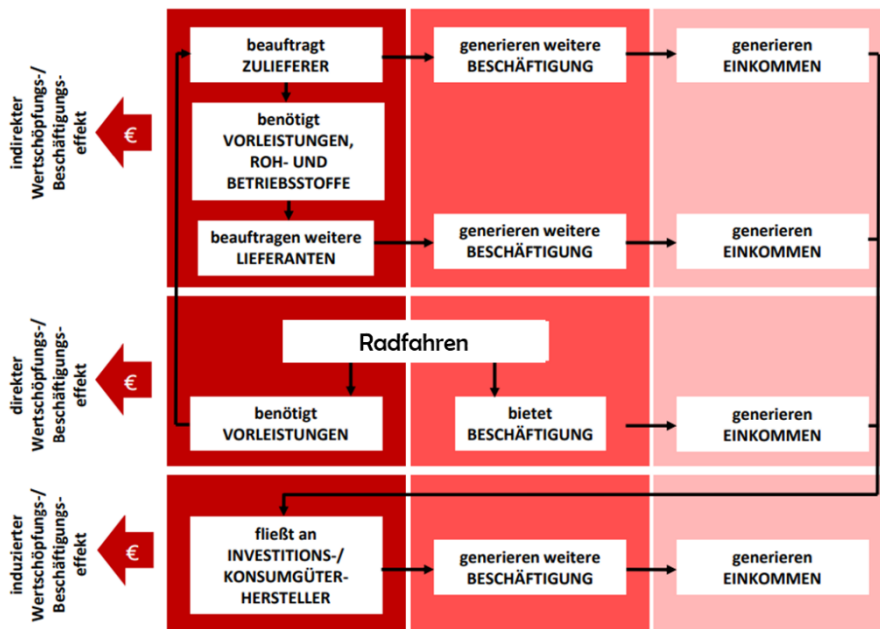 indirekter
Wertschöpfungs-/
Beschäftigungs-
effekt
€
beauftragt
ZULIEFERER
generieren weitere
BESCHÄFTIGUNG
generieren
EINKOMMEN
benötigt
VORLEISTUNGEN,
ROH- UND
BETRIEBSSTOFFE
beauftragen weitere
LIEFERANTEN
generieren weitere
BESCHÄFTIGUNG
generieren
EINKOMMEN
direkter
Wertschöpfungs-/
Beschäftigungs-
effekt
€
Radfahren
benötigt
VORLEISTUNGEN
bietet
BESCHÄFTIGUNG
generieren
EINKOMMEN
induzierter
Wertschöpfungs-/
Beschäftigungs-
effekt
€
fließt an
INVESTITIONS-/
KONSUMGÜTER-
HERSTELLER
generieren weitere
BESCHÄFTIGUNG
generieren
EINKOMMEN